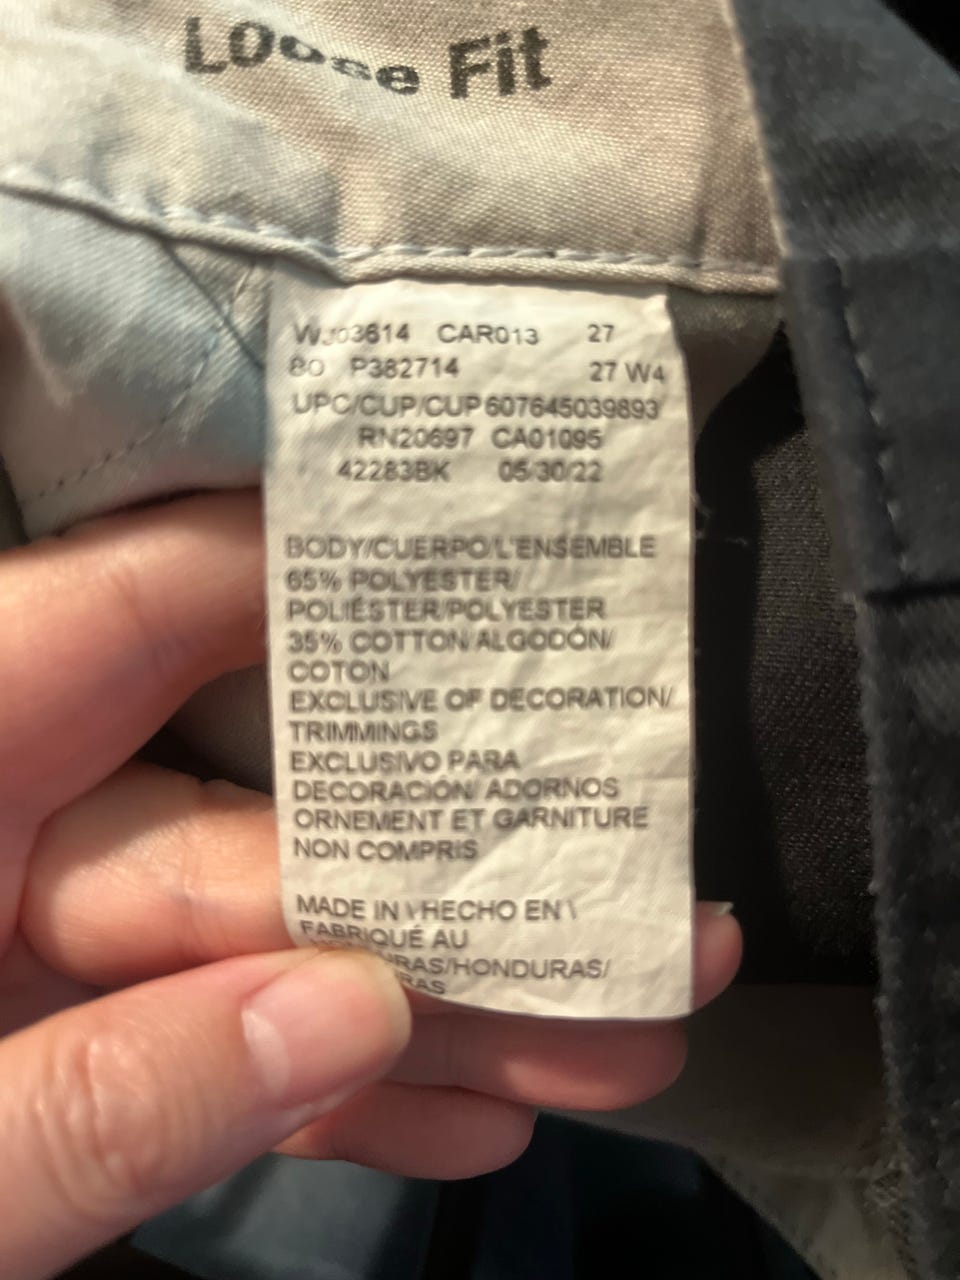 Loose Fit
WJ03614 CAR013 27
80 P382714 27 W4
UPC/CUP/CUP 607645039893
RN20697 CA01095
42283BK 05/30/22
BODY/CUERPO/L'ENSEMBLE
65% POLYESTER/
POLIÉSTER/POLYESTER
35% COTTON/ALGODÓN/
COTON
EXCLUSIVE OF DECORATION/
TRIMMINGS
EXCLUSIVO PARA
DECORACIÓN/ ADORNOS
ORNEMENT ET GARNITURE
NON COMPRIS
MADE IN \HECHO EN \
FABRIQUÉ AU
RAS/HONDURAS/
RAS